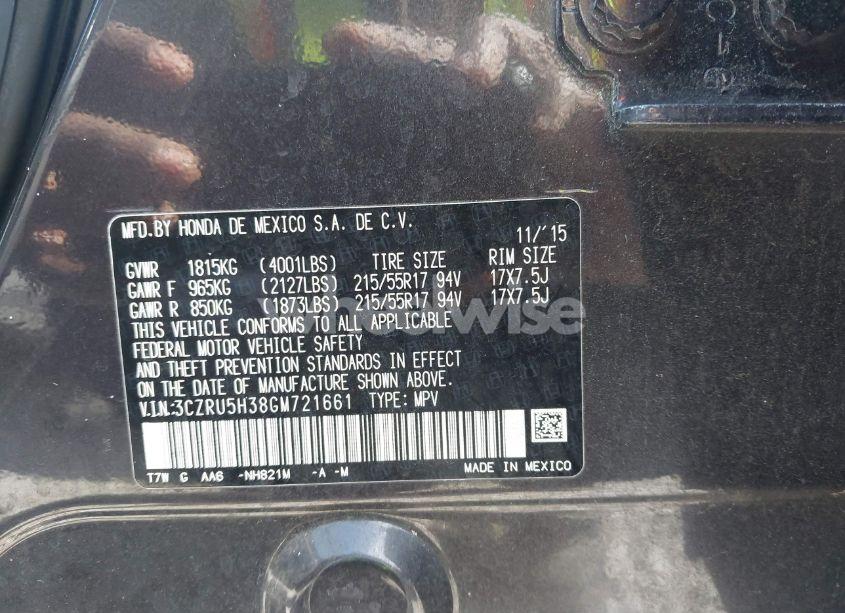 MFD.BY HONDA DE MEXICO S.A. DE C.V.
11/'15
GVWR 1815KG (4001LBS) TIRE SIZE RIM SIZE
GAWR F 965KG (2127LBS) 215/55R17 94V 17X7.5J
GAWR R 850KG (1873LBS) 215/55R17 94V 17X7.5J
THIS VEHICLE CONFORMS TO ALL APPLICABLE
FEDERAL MOTOR VEHICLE SAFETY
AND THEFT PREVENTION STANDARDS IN EFFECT
ON THE DATE OF MANUFACTURE SHOWN ABOVE.
V.I.N:3CZRU5H38GM721661 TYPE: MPV
T7W G AA6 -NH821M -A -M MADE IN MEXICO